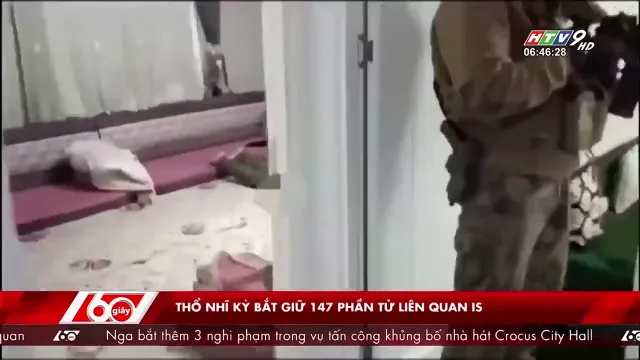 HTV9 HD
06:46:28
60 giây
THỔ NHĨ KỲ BẮT GIỮ 147 PHẦN TỬ LIÊN QUAN IS
quan 60 Nga bắt thêm 3 nghi phạm trong vụ tấn công khủng bố nhà hát Crocus City Hall